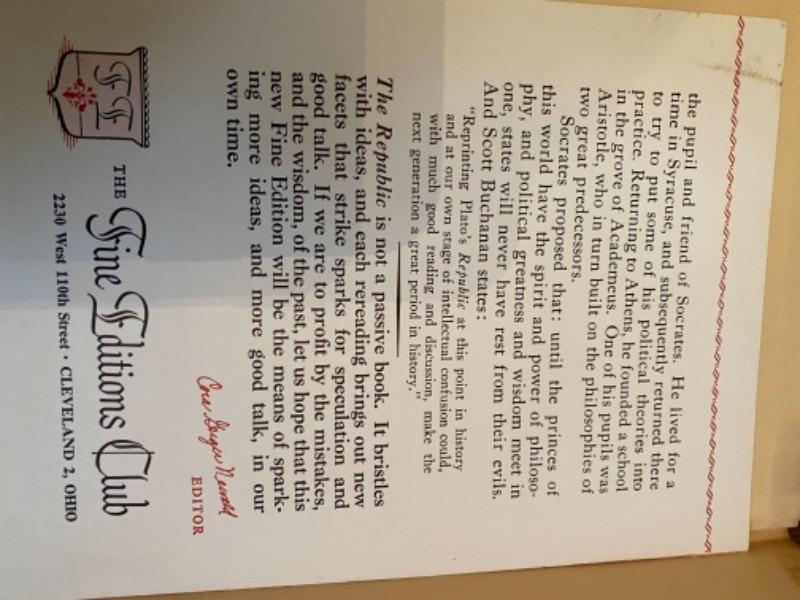 the pupil and friend of Socrates. He lived for a
time in Syracuse, and subsequently returned there
to try to put some of his political theories into
practice. Returning to Athens, he founded a school
in the grove of Academeus. One of his pupils was
Aristotle, who in turn built on the philosophies of
two great predecessors.
Socrates proposed that: until the princes of
this world have the spirit and power of philoso-
phy, and political greatness and wisdom meet in
one, states will never have rest from their evils.
And Scott Buchanan states:
"Reprinting Plato's Republic at this point in history
and at our own stage of intellectual confusion could,
with much good reading and discussion, make the
next generation a great period in history."
The Republic is not a passive book. It bristles
with ideas, and each rereading brings out new
facets that strike sparks for speculation and
good talk. If we are to profit by the mistakes,
and the wisdom, of the past, let us hope that this
new Fine Edition will be the means of spark-
ing more ideas, and more good talk, in our
own time.
EDITOR
FE
THE Fine Editions Club
2230 West 110th Street · CLEVELAND 2, OHIO